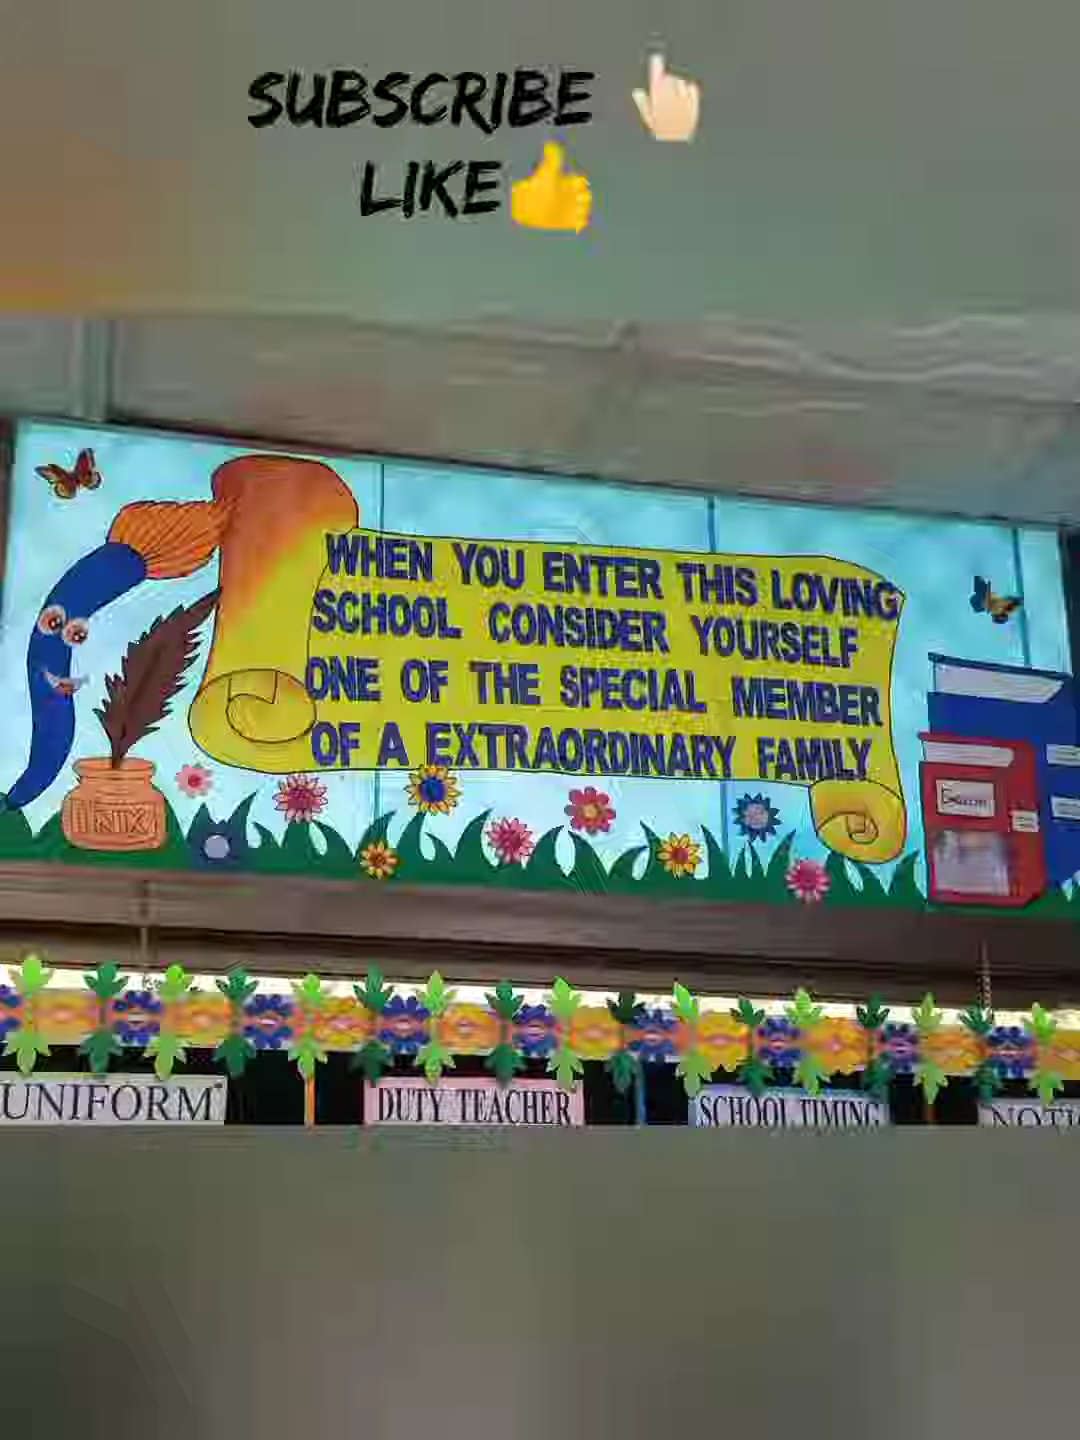 SUBSCRIBE 👆🏻
LIKE👍
WHEN YOU ENTER THIS LOVING
SCHOOL CONSIDER YOURSELF
ONE OF THE SPECIAL MEMBER
OF A EXTRAORDINARY FAMILY
UNIFORM
DUTY TEACHER
SCHOOL TIMING